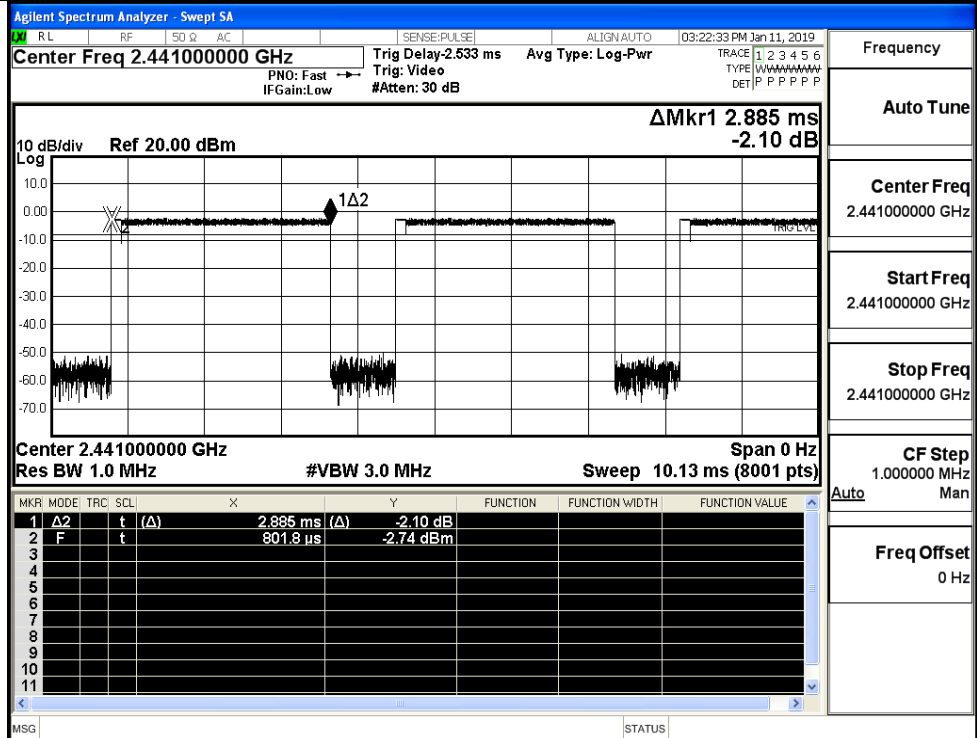 Agilent Spectrum Analyzer - Swept SA
LXI RL RF 50 Ω AC SENSE:PULSE ALIGN AUTO 03:22:33 PM Jan 11, 2019
Center Freq 2.441000000 GHz
PNO: Fast
IFGain:Low
Trig Delay-2.533 ms
Trig: Video
#Atten: 30 dB
Avg Type: Log-Pwr
TRACE 1 2 3 4 5 6
TYPE WWWWWW
DET P P P P P P
ΔMkr1 2.885 ms
-2.10 dB
10 dB/div Ref 20.00 dBm
Log
10.0
0.00
-10.0
-20.0
-30.0
-40.0
-50.0
-60.0
-70.0
1Δ2
2
TRIG LVL
Center 2.441000000 GHz Span 0 Hz
Res BW 1.0 MHz #VBW 3.0 MHz Sweep 10.13 ms (8001 pts)
MKR MODE TRC SCL X Y FUNCTION FUNCTION WIDTH FUNCTION VALUE
1 Δ2 t (Δ) 2.885 ms (Δ) -2.10 dB
2 F t 801.8 µs -2.74 dBm
3
4
5
6
7
8
9
10
11
MSG STATUS
Frequency
Auto Tune
Center Freq
2.441000000 GHz
Start Freq
2.441000000 GHz
Stop Freq
2.441000000 GHz
CF Step
1.000000 MHz
Auto Man
Freq Offset
0 Hz